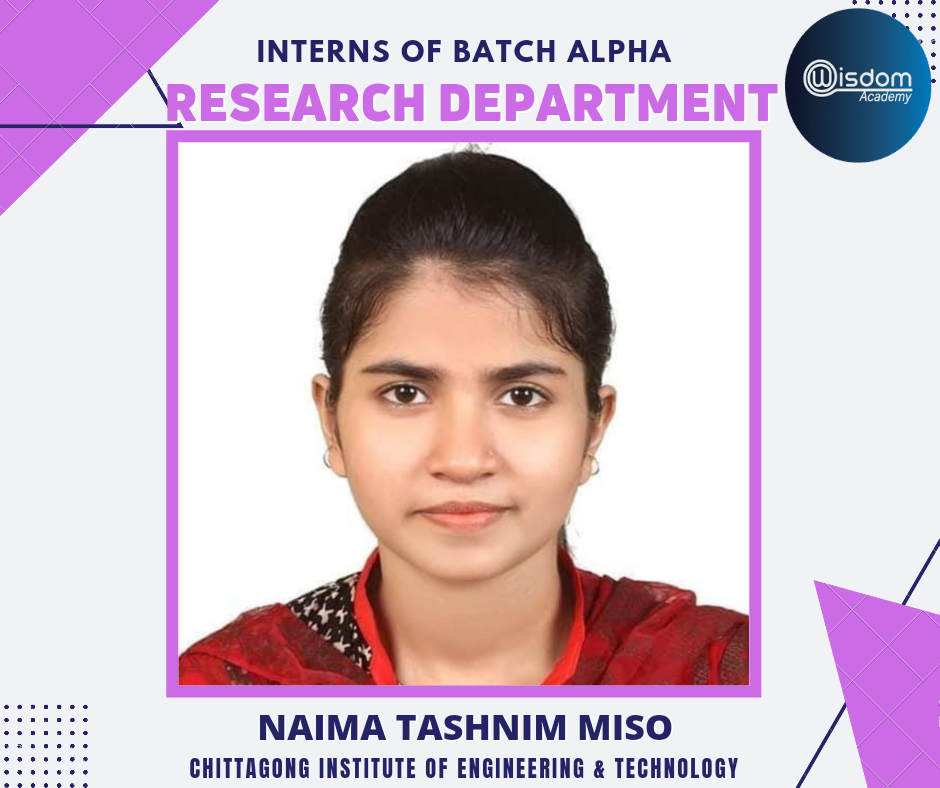 INTERNS OF BATCH ALPHA
RESEARCH DEPARTMENT
@Wisdom
Academy
NAIMA TASHNIM MISO
CHITTAGONG INSTITUTE OF ENGINEERING & TECHNOLOGY